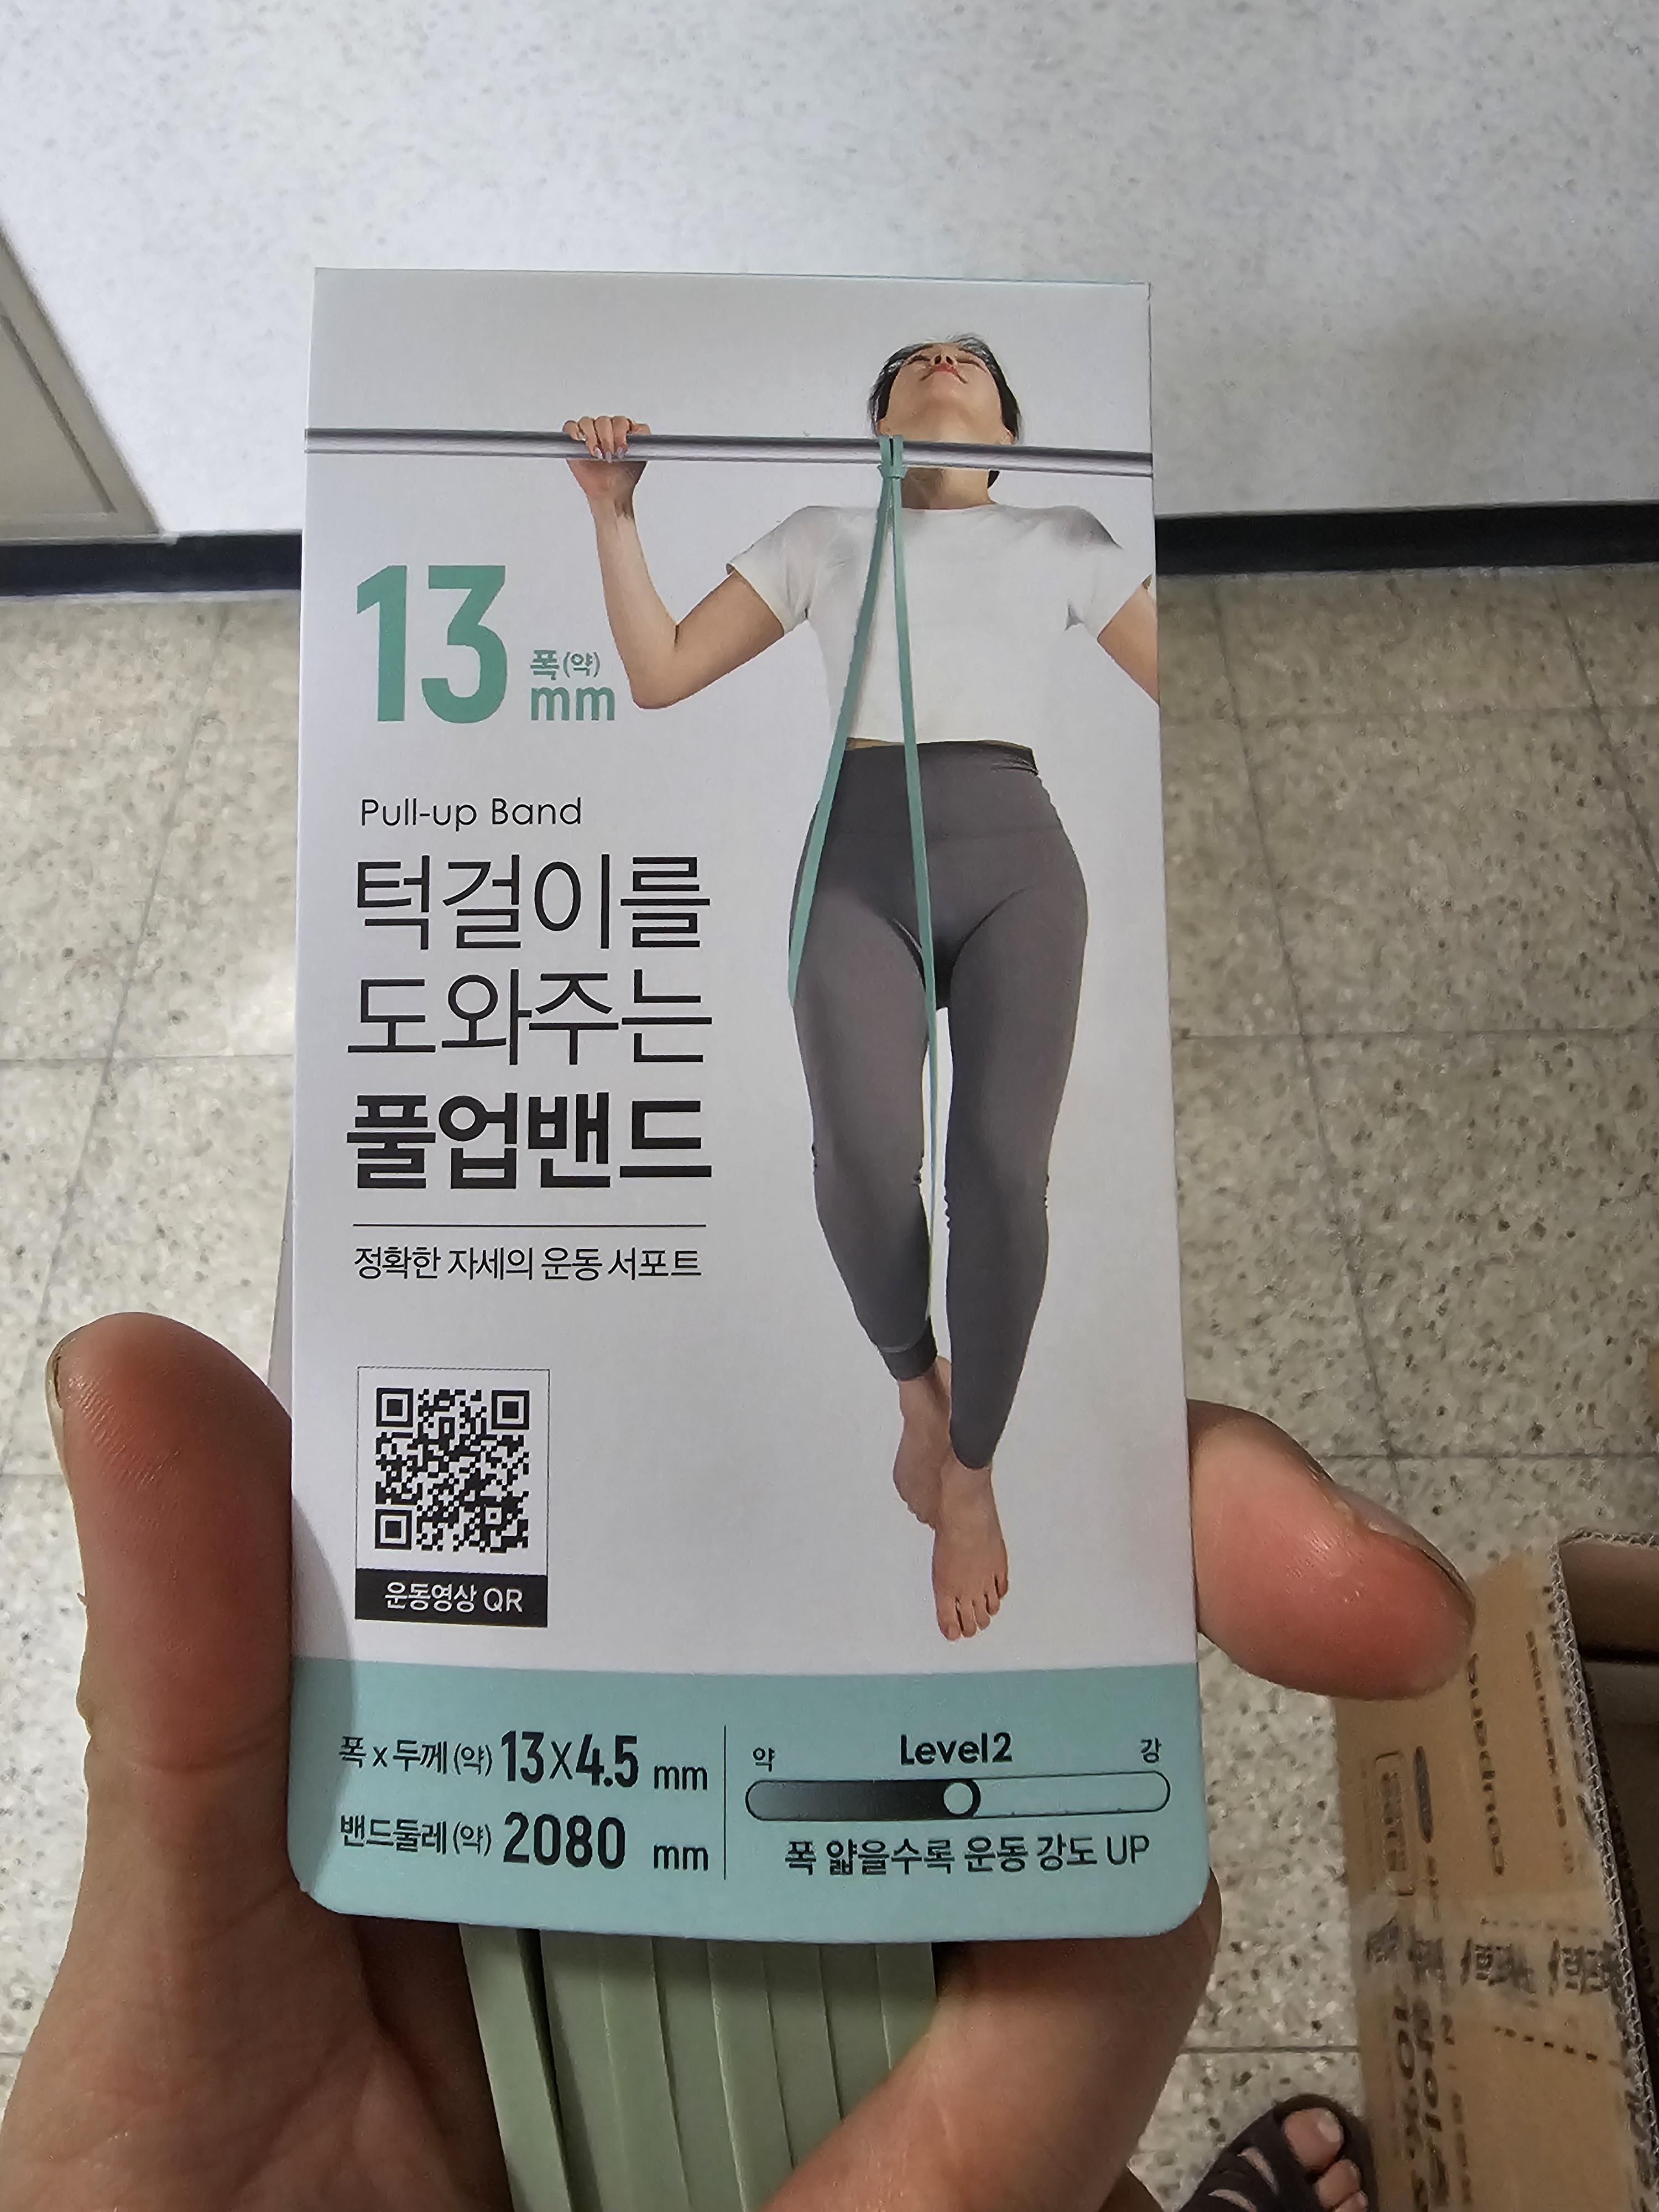 13 폭(약)
mm
Pull-up Band
턱걸이를
도와주는
풀업밴드
정확한 자세의 운동 서포트
운동영상 QR
폭 x 두께 (약) 13X4.5 mm
밴드둘레 (약) 2080 mm
약 Level2 강
폭 얇을수록 운동 강도 UP